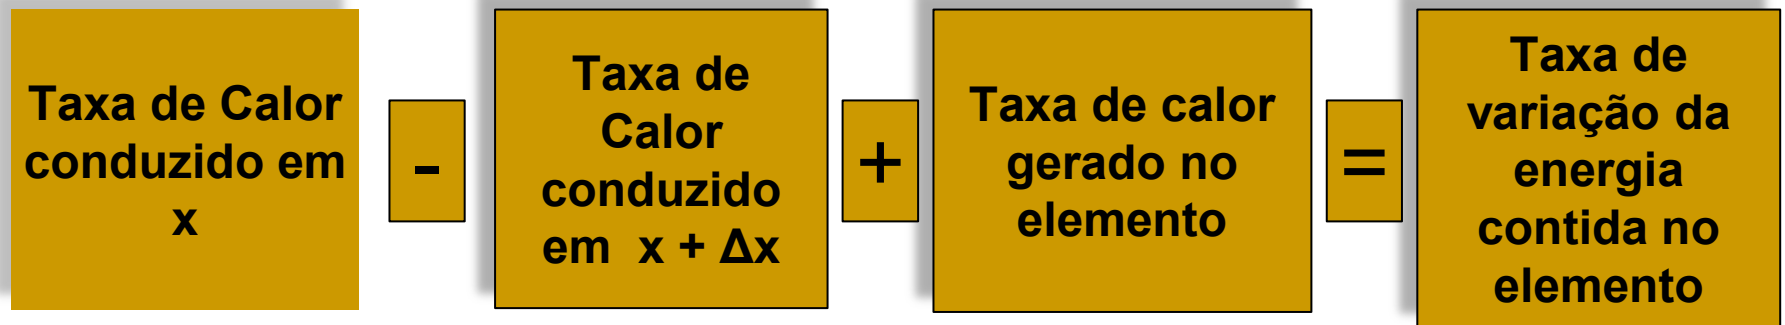 Taxa de Calor
conduzido em
x
-
Taxa de
Calor
conduzido
em x + Δx
+
Taxa de calor
gerado no
elemento
=
Taxa de
variação da
energia
contida no
elemento